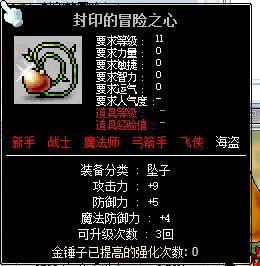 封印的冒险之心
要求等级： 11
要求力量： 0
要求敏捷： 0
要求智力： 0
要求运气： 0
要求人气度：-
道具等级： -
道具经验值： -
新手 战士 魔法师 弓箭手 飞侠 海盗
装备分类 : 坠子
攻击力 : +9
防御力 : +5
魔法防御力 : +4
可升级次数 : 3回
金锤子已提高的强化次数: 0